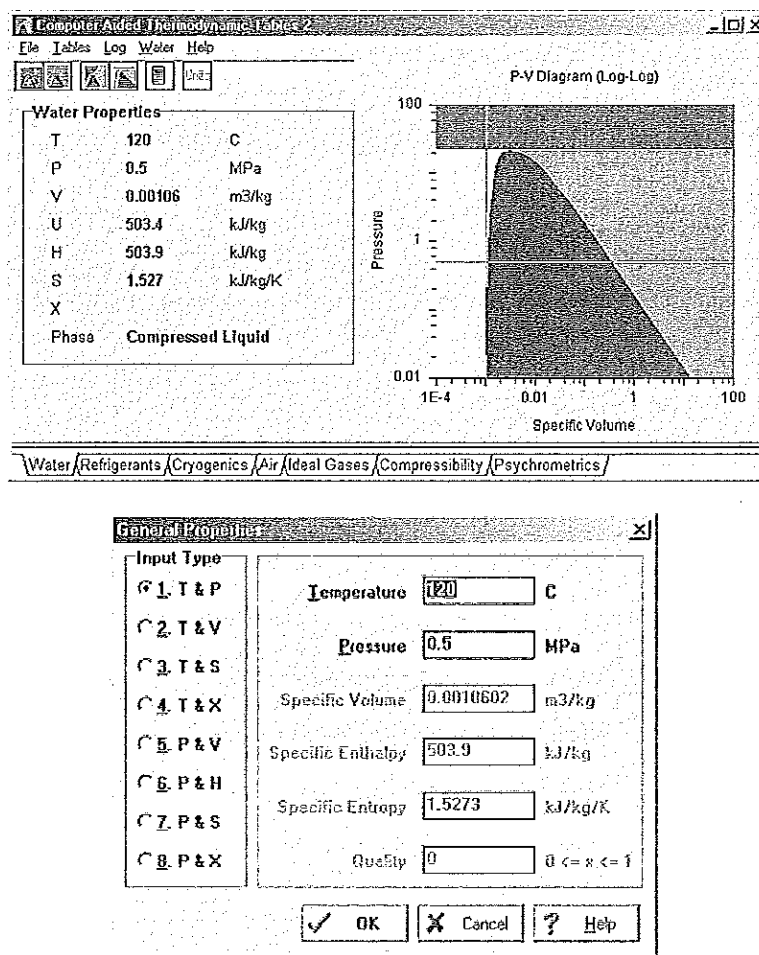 Computer Aided Thermodynamic Tables 2
File Tables Log Water Help
Units
Water Properties
T 120 C
P 0.5 MPa
V 0.00106 m3/kg
U 503.4 kJ/kg
H 503.9 kJ/kg
S 1.527 kJ/kg/K
X
Phase Compressed Liquid
P-V Diagram (Log-Log)
100
1
0.01
Pressure
1E-4 0.01 1 100
Specific Volume
Water Refrigerants Cryogenics Air Ideal Gases Compressibility Psychrometrics
General Properties
Input Type
1. T & P
2. T & V
3. T & S
4. T & X
5. P & V
6. P & H
7. P & S
8. P & X
Temperature 120 C
Pressure 0.5 MPa
Specific Volume 0.0010602 m3/kg
Specific Enthalpy 503.9 kJ/kg
Specific Entropy 1.5273 kJ/kg/K
Quality 0 0 <= x <= 1
OK Cancel Help